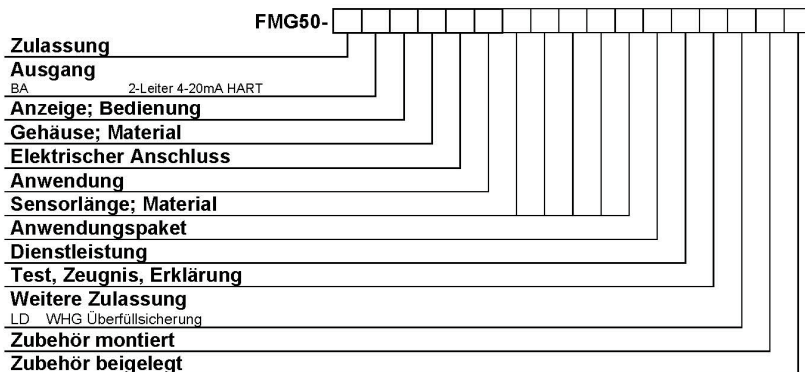 FMG50-
Zulassung
Ausgang
BA 2-Leiter 4-20mA HART
Anzeige; Bedienung
Gehäuse; Material
Elektrischer Anschluss
Anwendung
Sensorlänge; Material
Anwendungspaket
Dienstleistung
Test, Zeugnis, Erklärung
Weitere Zulassung
LD WHG Überfüllsicherung
Zubehör montiert
Zubehör beigelegt